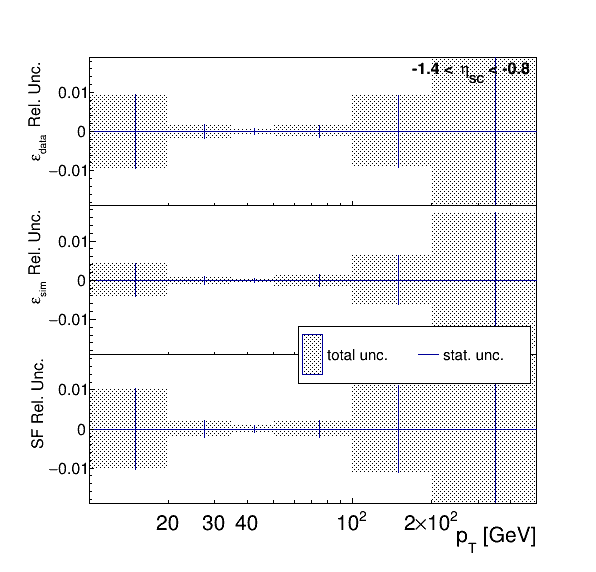 -1.4 < η_SC < -0.8
ε_data Rel. Unc.
0.01
0
−0.01
ε_sim Rel. Unc.
0.01
0
−0.01
total unc. stat. unc.
SF Rel. Unc.
0.01
0
−0.01
20 30 40 10² 2×10²
p_T [GeV]